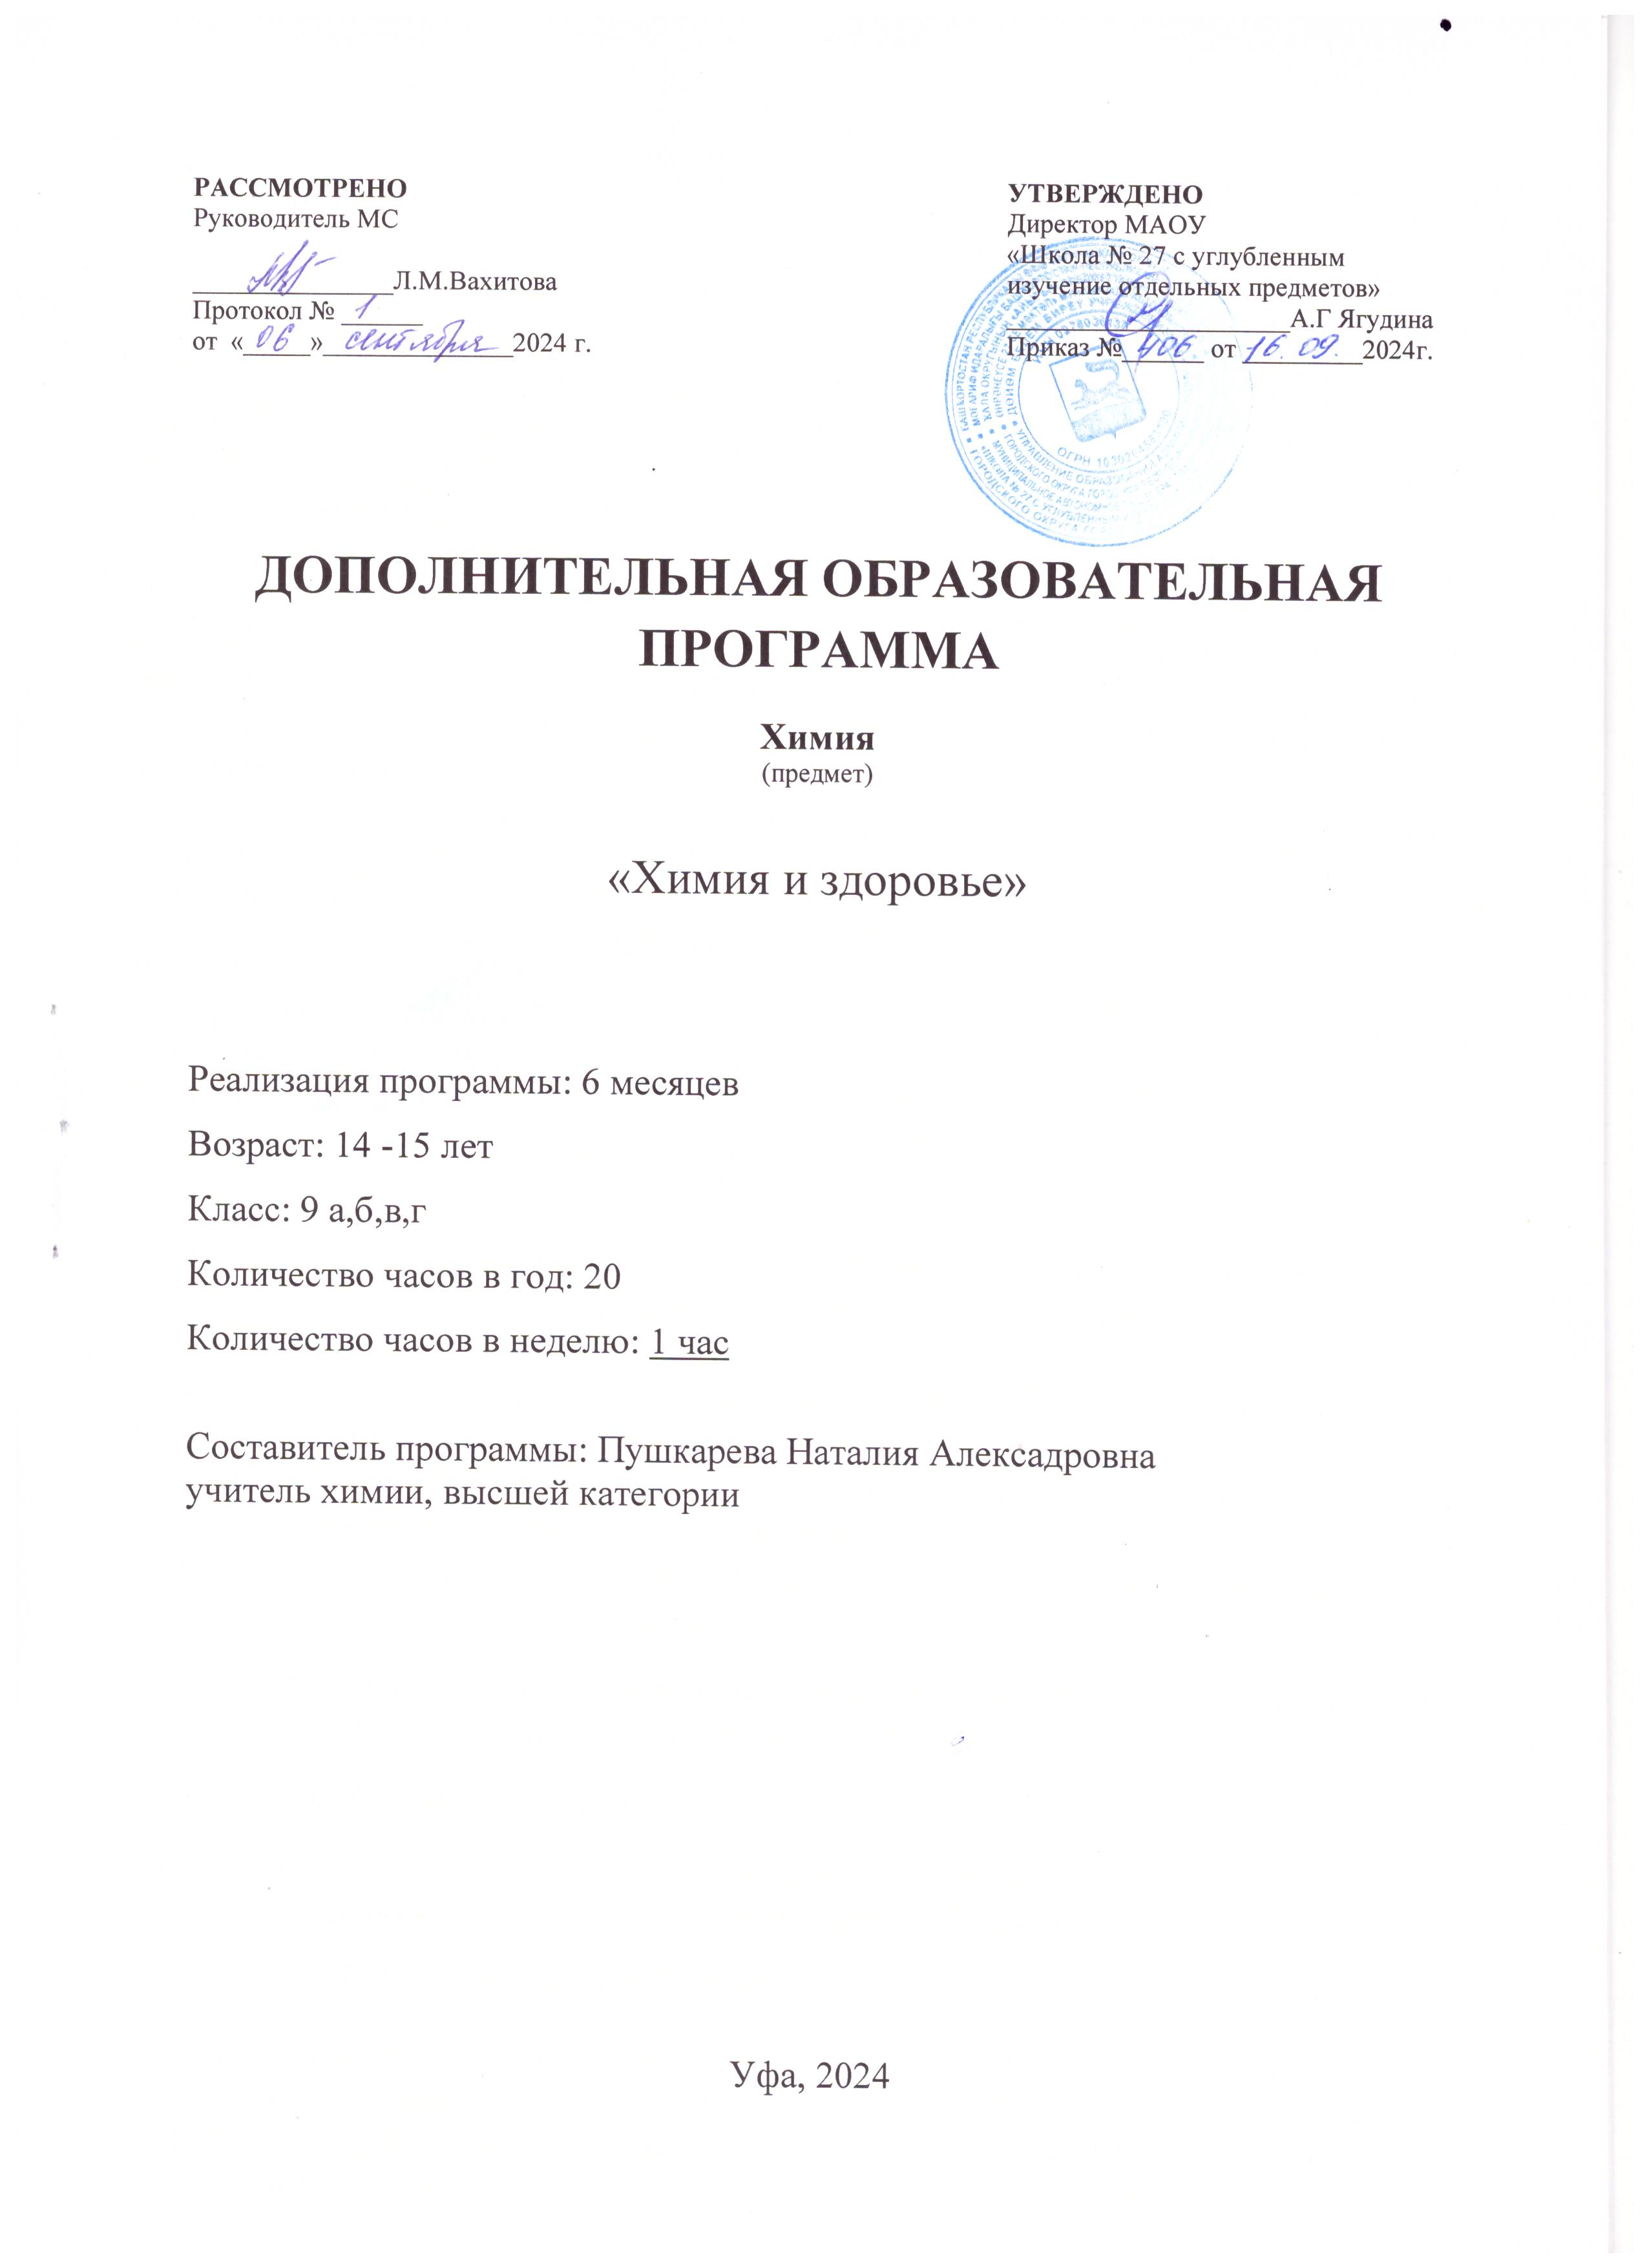 РАССМОТРЕНО
Руководитель МС
Л.М.Вахитова
Протокол № 1
от «06» сентября 2024 г.
УТВЕРЖДЕНО
Директор МАОУ
«Школа № 27 с углубленным
изучение отдельных предметов»
А.Г Ягудина
Приказ № 406 от 16.09. 2024г.
ОГРН
ДОПОЛНИТЕЛЬНАЯ ОБРАЗОВАТЕЛЬНАЯ
ПРОГРАММА
Химия
(предмет)
«Химия и здоровье»
Реализация программы: 6 месяцев
Возраст: 14 -15 лет
Класс: 9 а,б,в,г
Количество часов в год: 20
Количество часов в неделю: 1 час
Составитель программы: Пушкарева Наталия Алексадровна
учитель химии, высшей категории
Уфа, 2024